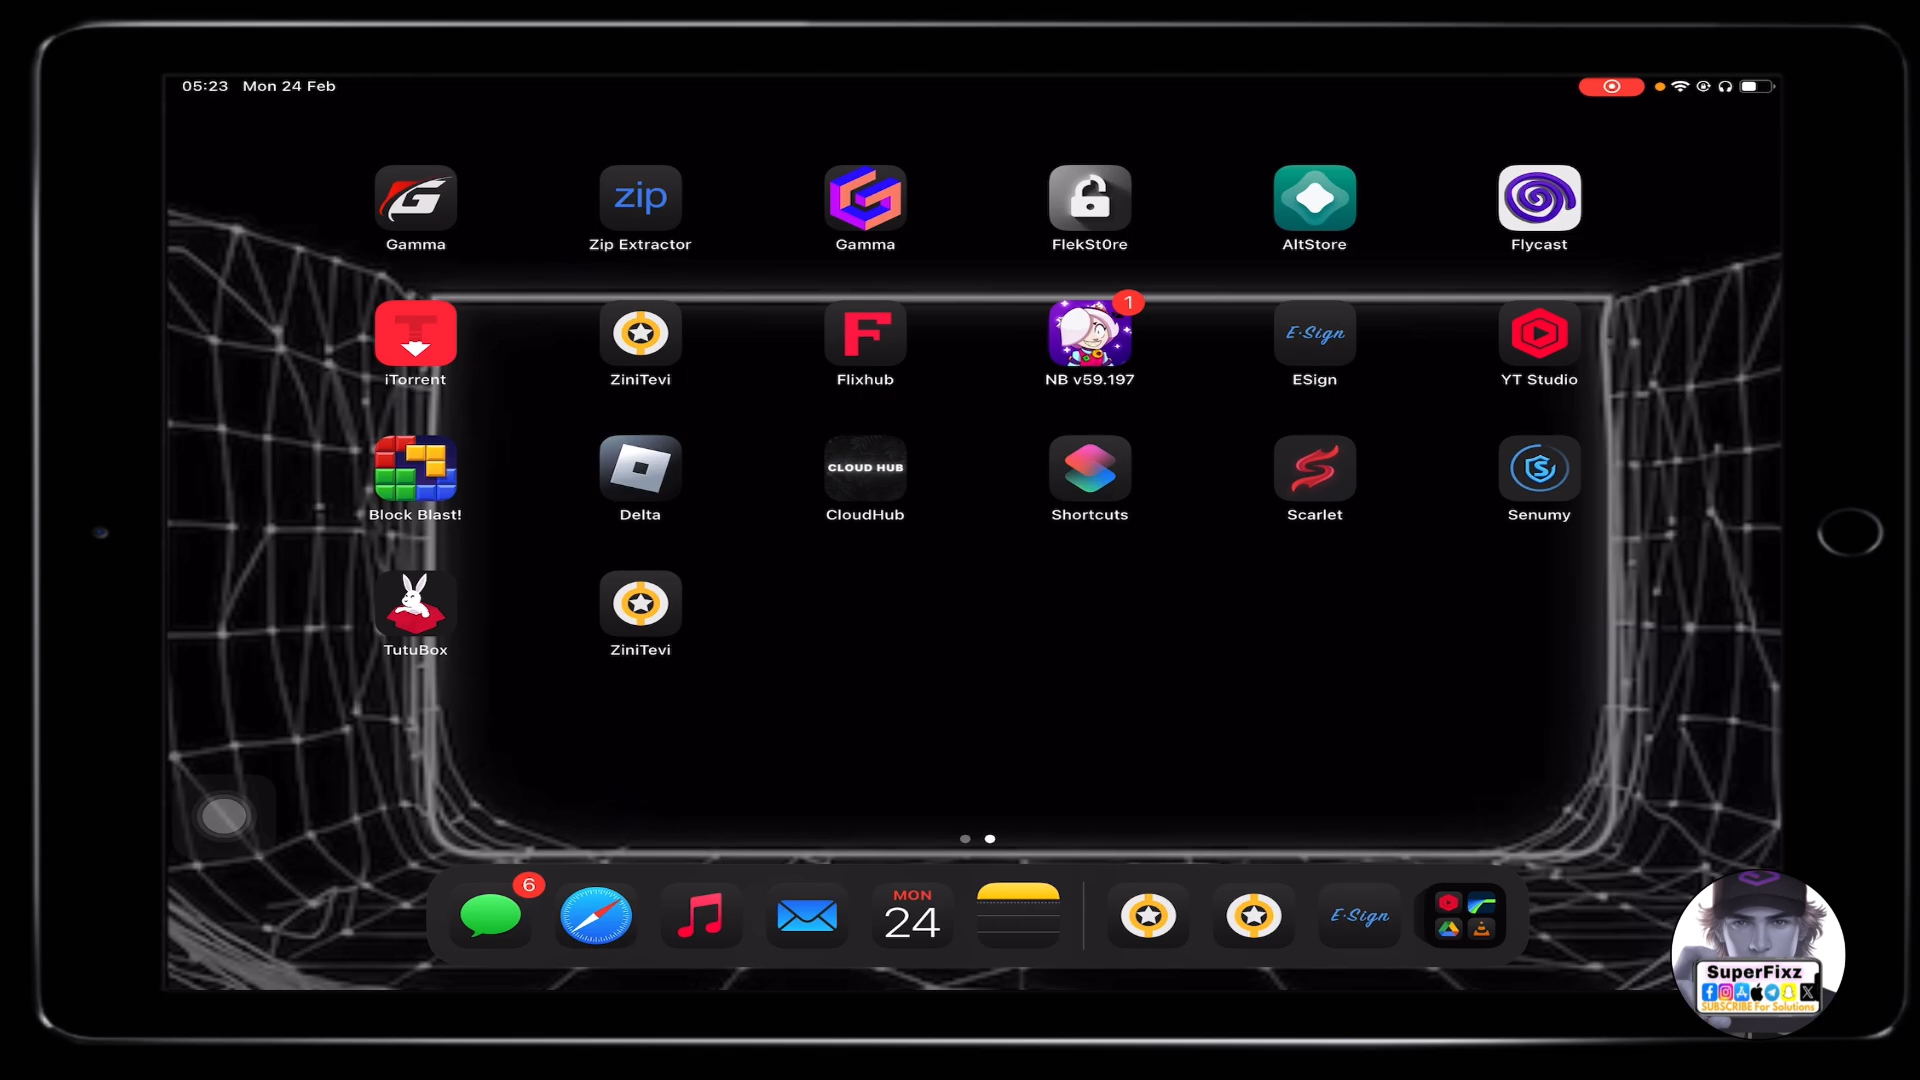 05:23 Mon 24 Feb
zip
Gamma
Zip Extractor
Gamma
FlekSt0re
AltStore
Flycast
T
F
1
E·Sign
iTorrent
ZiniTevi
Flixhub
NB v59.197
ESign
YT Studio
CLOUD HUB
Block Blast!
Delta
CloudHub
Shortcuts
Scarlet
Senumy
TutuBox
ZiniTevi
6
MON
24
E·Sign
SuperFixz
SUBSCRIBE For Solutions